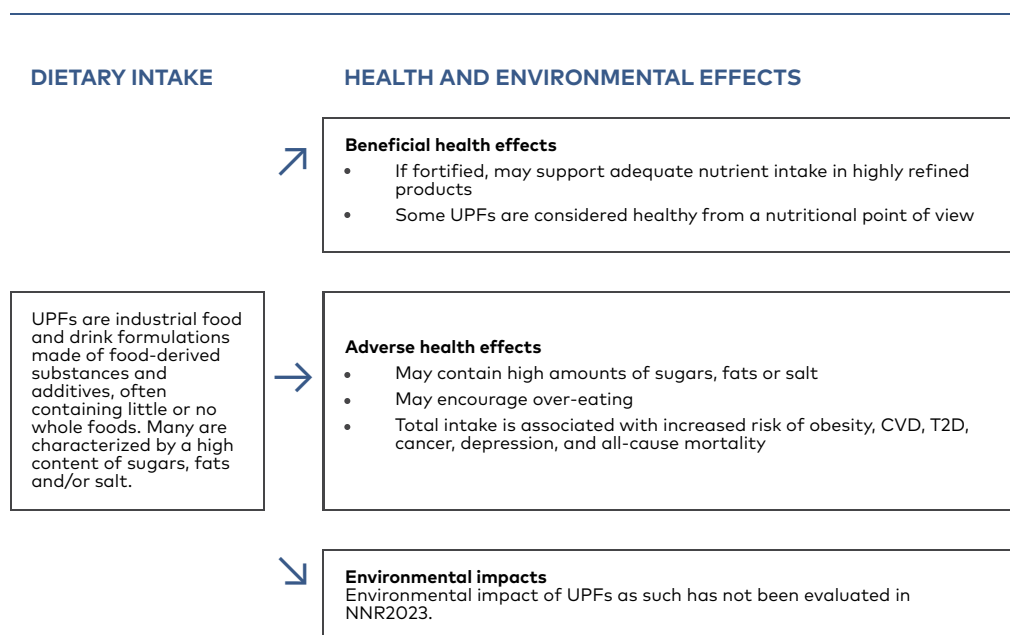 DIETARY INTAKE
HEALTH AND ENVIRONMENTAL EFFECTS
Beneficial health effects
• If fortified, may support adequate nutrient intake in highly refined
products
• Some UPFs are considered healthy from a nutritional point of view
UPFs are industrial food
and drink formulations
made of food-derived
substances and
additives, often
containing little or no
whole foods. Many are
characterized by a high
content of sugars, fats
and/or salt.
Adverse health effects
• May contain high amounts of sugars, fats or salt
• May encourage over-eating
• Total intake is associated with increased risk of obesity, CVD, T2D,
cancer, depression, and all-cause mortality
Environmental impacts
Environmental impact of UPFs as such has not been evaluated in
NNR2023.